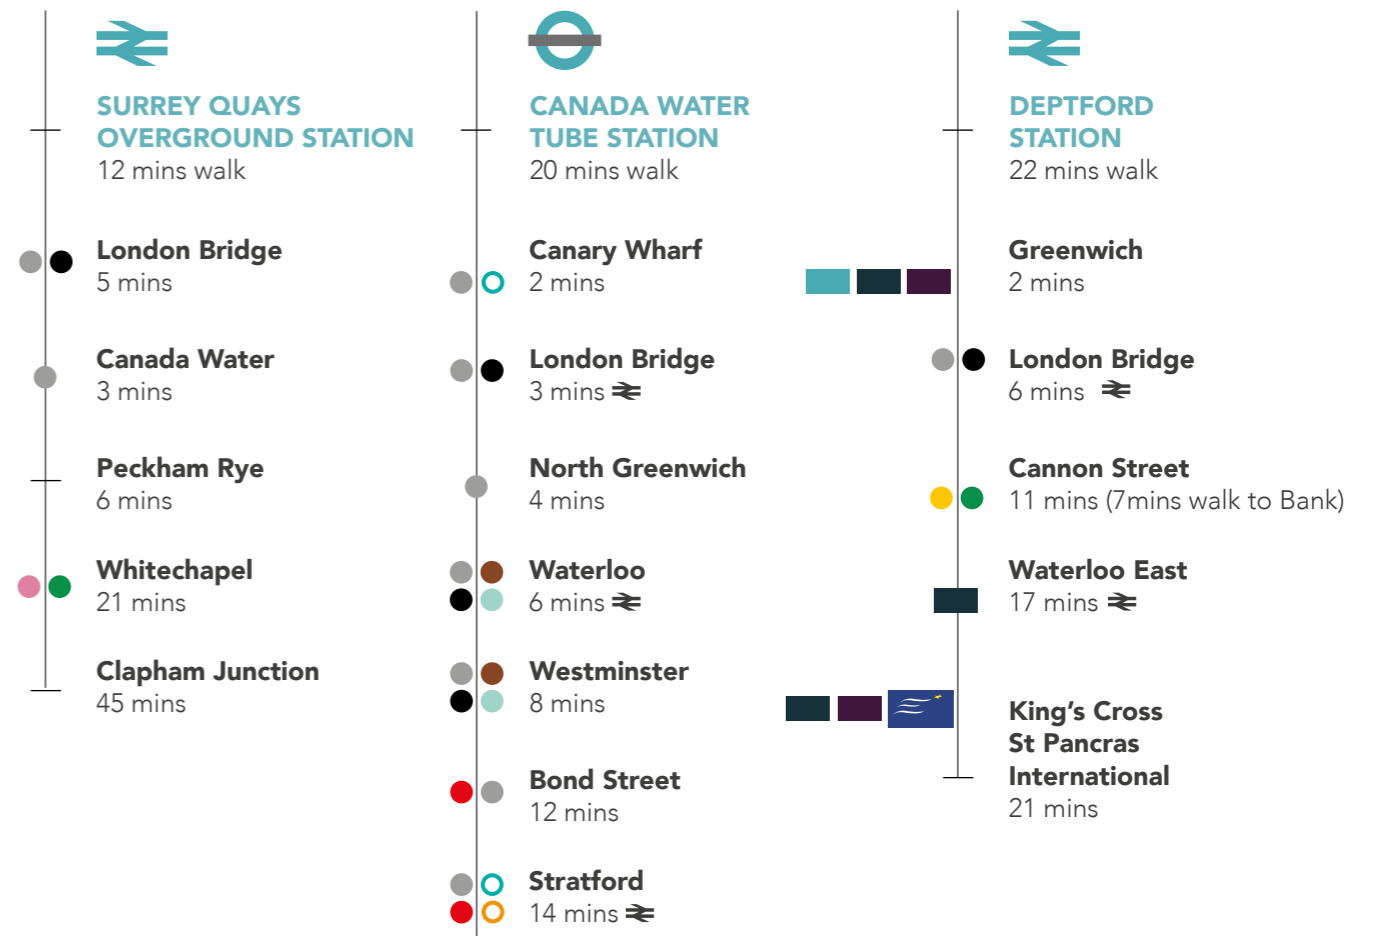 SURREY QUAYS
OVERGROUND STATION
12 mins walk
London Bridge
5 mins
Canada Water
3 mins
Peckham Rye
6 mins
Whitechapel
21 mins
Clapham Junction
45 mins
CANADA WATER
TUBE STATION
20 mins walk
Canary Wharf
2 mins
London Bridge
3 mins
North Greenwich
4 mins
Waterloo
6 mins
Westminster
8 mins
Bond Street
12 mins
Stratford
14 mins
DEPTFORD
STATION
22 mins walk
Greenwich
2 mins
London Bridge
6 mins
Cannon Street
11 mins (7mins walk to Bank)
Waterloo East
17 mins
King’s Cross
St Pancras
International
21 mins